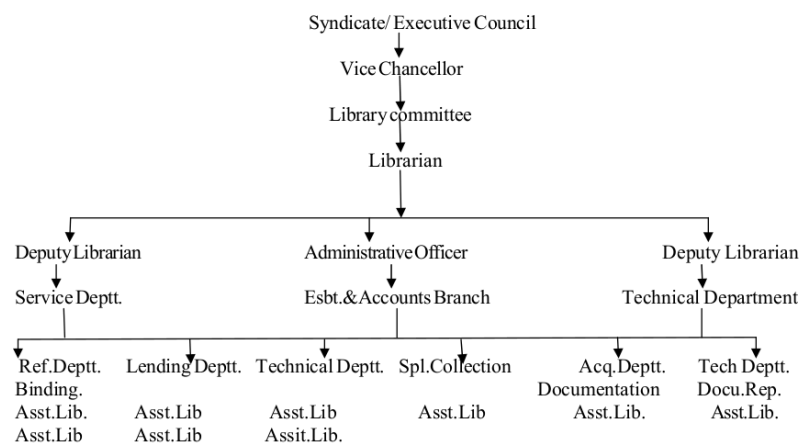 Syndicate/ Executive Council
Vice Chancellor
Library committee
Librarian
Deputy Librarian Administrative Officer Deputy Librarian
Service Deptt. Esbt.&Accounts Branch Technical Department
Ref.Deptt. Lending Deptt. Technical Deptt. Spl.Collection Acq.Deptt. Tech Deptt.
Binding. Documentation Docu.Rep.
Asst.Lib. Asst.Lib Asst.Lib Asst.Lib Asst.Lib. Asst.Lib.
Asst.Lib Asst.Lib Assit.Lib.